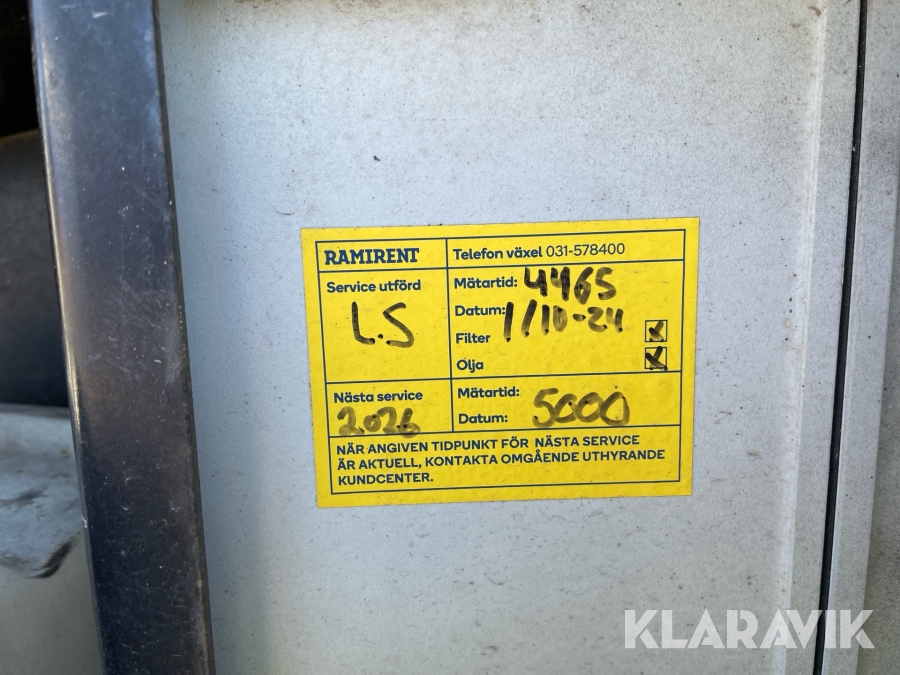 RAMIRENT
Telefon växel 031-578400
Service utförd
L.S
Mätartid: 4465
Datum: 1/10-24
Filter
Olja
Nästa service
2026
Mätartid:
Datum: 5000
NÄR ANGIVEN TIDPUNKT FÖR NÄSTA SERVICE
ÄR AKTUELL, KONTAKTA OMGÅENDE UTHYRANDE
KUNDCENTER.
KLARAVIK